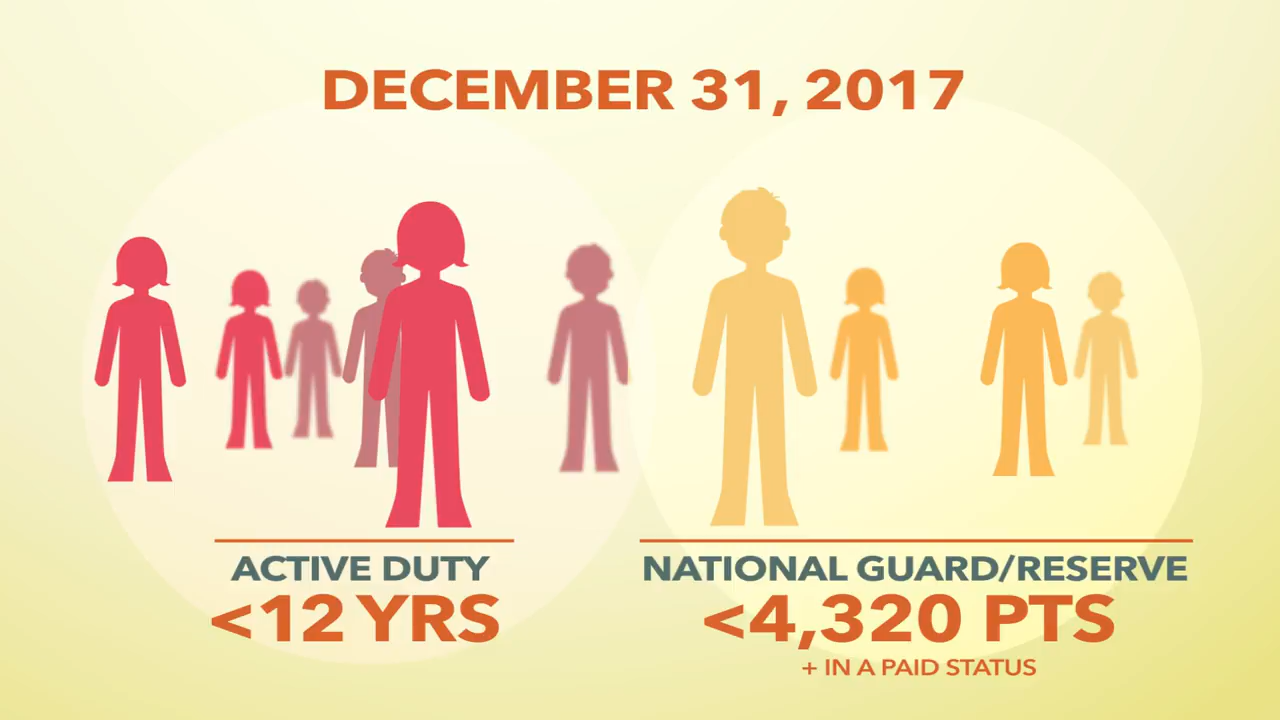 DECEMBER 31, 2017
ACTIVE DUTY
<12 YRS
NATIONAL GUARD/RESERVE
<4,320 PTS
+ IN A PAID STATUS